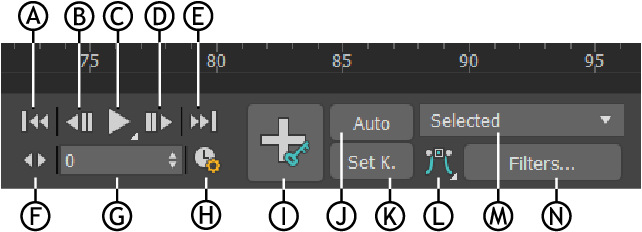 A B C D E
75 80 85 90 95
Auto Selected
0 Set K. Filters...
F G H I J K L M N